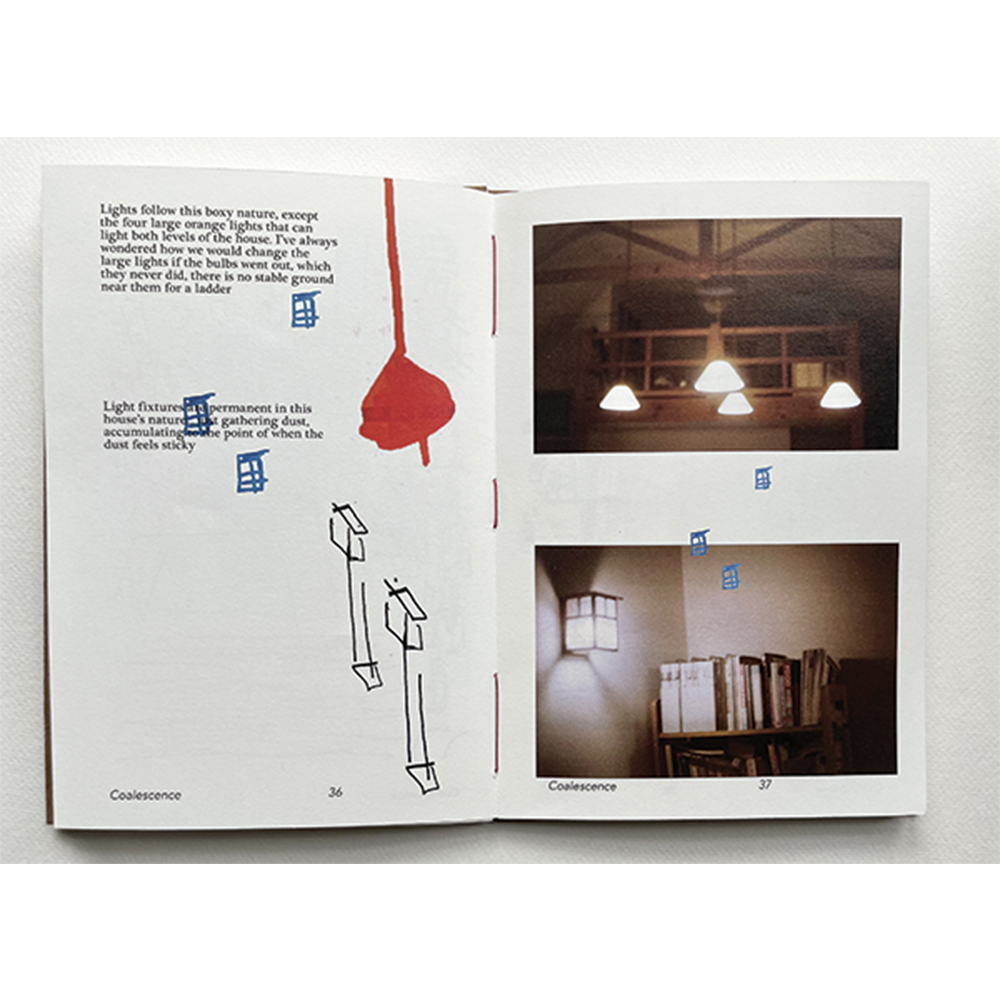 Lights follow this boxy nature, except
the four large orange lights that can
light both levels of the house. I've always
wondered how we would change the
large lights if the bulbs went out, which
they never did, there is no stable ground
near them for a ladder
Light fixtures permanent in this
house's nature, gathering dust,
accumulating the point of when the
dust feels sticky
Coalescence
36
Coalescence
37